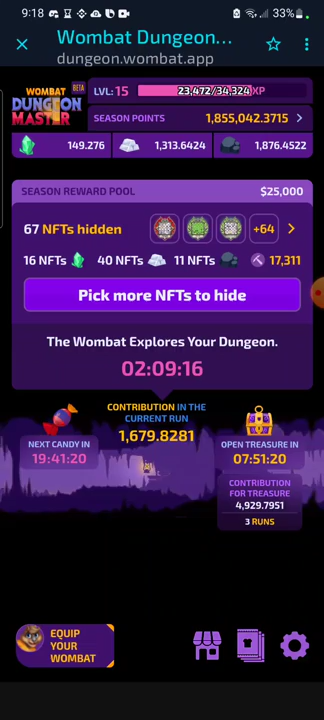 9:18
33%
Wombat Dungeon...
dungeon.wombat.app
WOMBAT
DUNGEON
MASTER
BETA
LVL: 15
23,472/34,324 XP
SEASON POINTS
1,855,042.3715
149.276
1,313.6424
1,876.4522
SEASON REWARD POOL
$25,000
67 NFTs hidden
+64
16 NFTs
40 NFTs
11 NFTs
17,311
Pick more NFTs to hide
The Wombat Explores Your Dungeon.
02:09:16
CONTRIBUTION IN THE
CURRENT RUN
1,679.8281
NEXT CANDY IN
19:41:20
OPEN TREASURE IN
07:51:20
CONTRIBUTION
FOR TREASURE
4,929.7951
3 RUNS
EQUIP
YOUR
WOMBAT